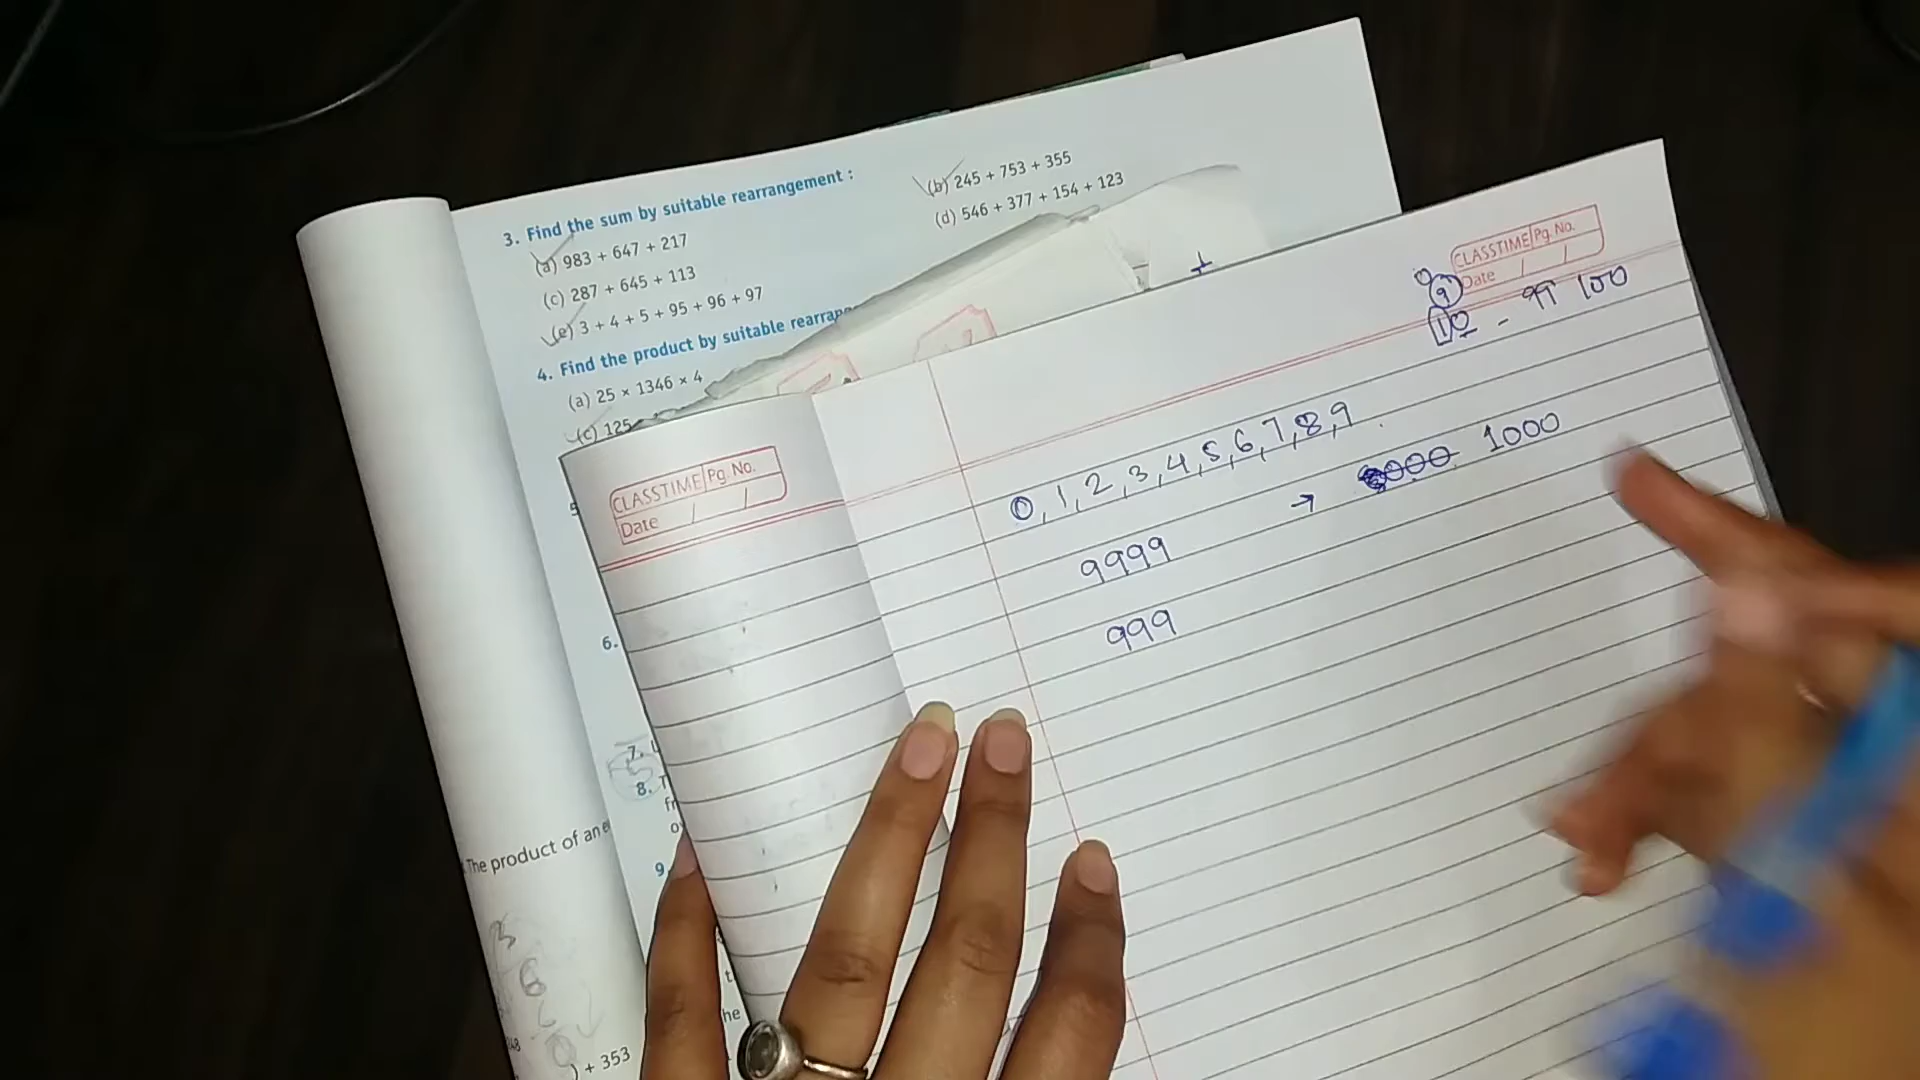 3. Find the sum by suitable rearrangement :
(a) 983 + 647 + 217
(b) 245 + 753 + 355
(c) 287 + 645 + 113
(d) 546 + 377 + 154 + 123
(e) 3 + 4 + 5 + 95 + 96 + 97
4. Find the product by suitable
(a) 25 × 1346 × 4
(c) 125
6.
7.
8.
9.
The product of an
+ 353
CLASSTIME Pg. No.
Date / /
CLASSTIME Pg. No.
Date / /
0
9
10 - 99 100
0, 1, 2, 3, 4, 5, 6, 7, 8, 9
9999 → 1000
999